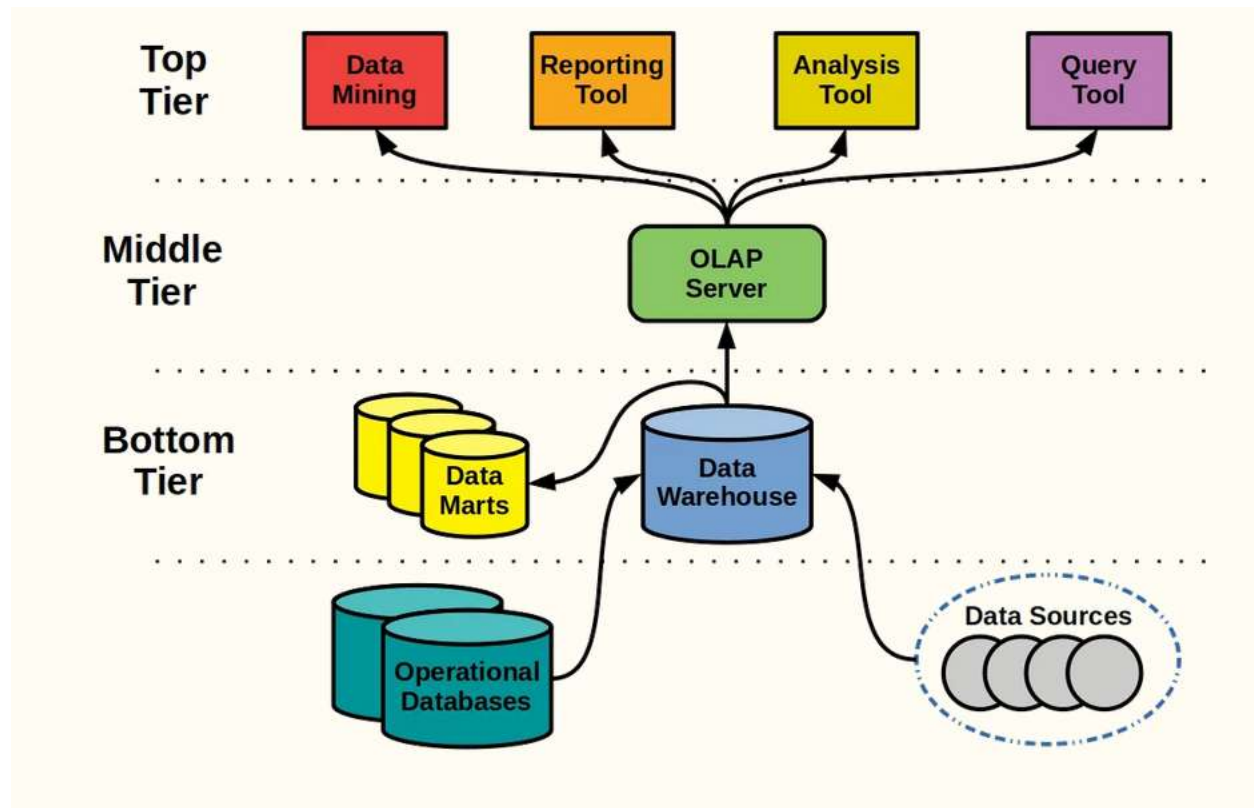 Top
Tier
Data
Mining
Reporting
Tool
Analysis
Tool
Query
Tool
Middle
Tier
OLAP
Server
Bottom
Tier
Data
Marts
Data
Warehouse
Operational
Databases
Data Sources